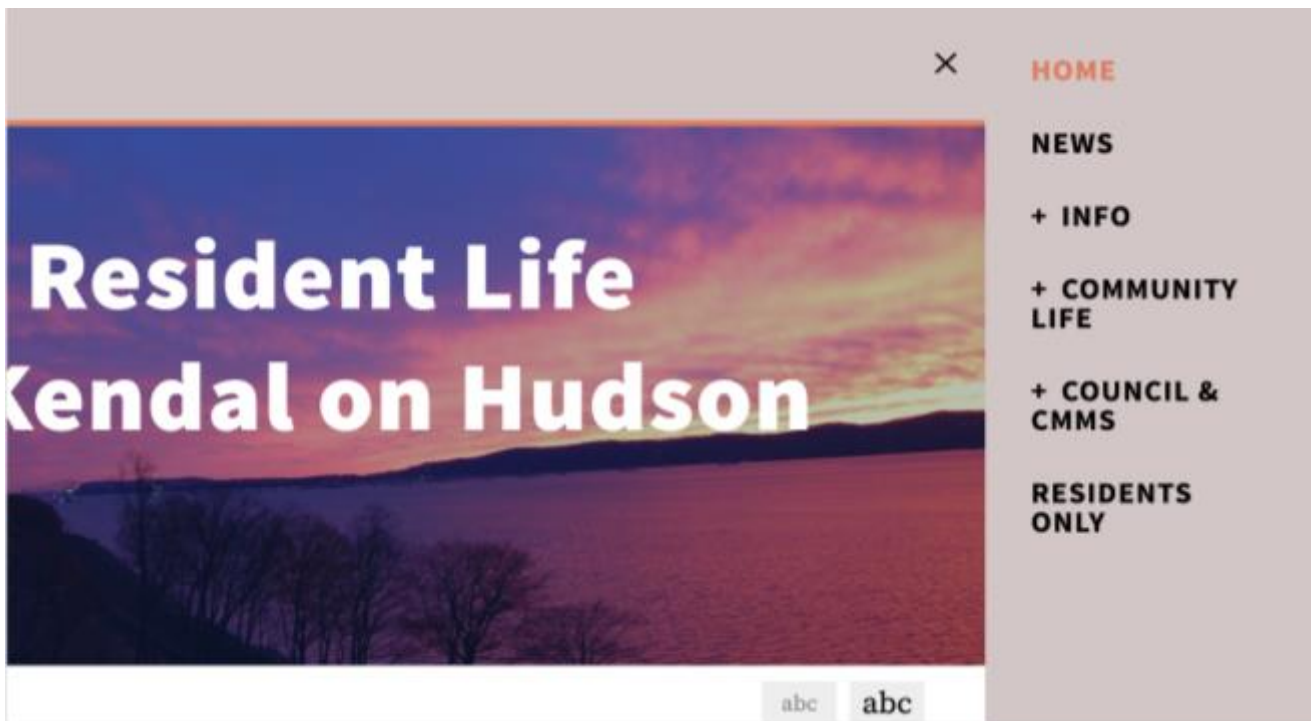 ×
HOME
NEWS
+ INFO
+ COMMUNITY
LIFE
+ COUNCIL &
CMMS
RESIDENTS
ONLY
Resident Life
Kendal on Hudson
abc abc